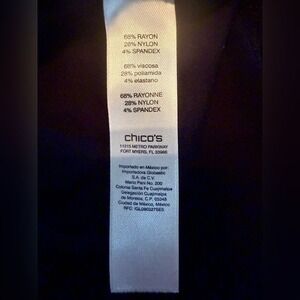 68% RAYON
28% NYLON
4% SPANDEX
68% viscosa
28% poliamida
4% elastano
68% RAYONNE
28% NYLON
4% SPANDEX
chico's
11215 METRO PARKWAY
FORT MYERS, FL 33966
Importado en México por:
Importadora Globastic
S.A. de C.V.
Mario Pani No. 200
Colonia Santa Fe Cuajimalpa
Delegación Cuajimalpa
de Morelos, C.P. 05348
Ciudad de México, México
RFC: